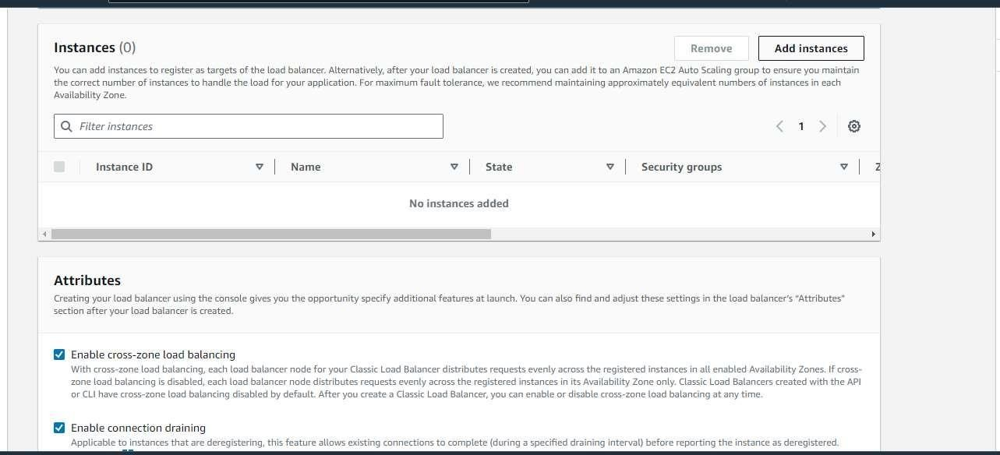 Instances (0)
Remove
Add instances
You can add instances to register as targets of the load balancer. Alternatively, after your load balancer is created, you can add it to an Amazon EC2 Auto Scaling group to ensure you maintain
the correct number of instances to handle the load for your application. For maximum fault tolerance, we recommend maintaining approximately equivalent numbers of instances in each
Availability Zone.
Filter instances
1
Instance ID
Name
State
Security groups
No instances added
Attributes
Creating your load balancer using the console gives you the opportunity specify additional features at launch. You can also find and adjust these settings in the load balancer's “Attributes”
section after your load balancer is created.
Enable cross-zone load balancing
With cross-zone load balancing, each load balancer node for your Classic Load Balancer distributes requests evenly across the registered instances in all enabled Availability Zones. If cross-
zone load balancing is disabled, each load balancer node distributes requests evenly across the registered instances in its Availability Zone only. Classic Load Balancers created with the API
or CLI have cross-zone load balancing disabled by default. After you create a Classic Load Balancer, you can enable or disable cross-zone load balancing at any time.
Enable connection draining
Applicable to instances that are deregistering, this feature allows existing connections to complete (during a specified draining interval) before reporting the instance as deregistered.